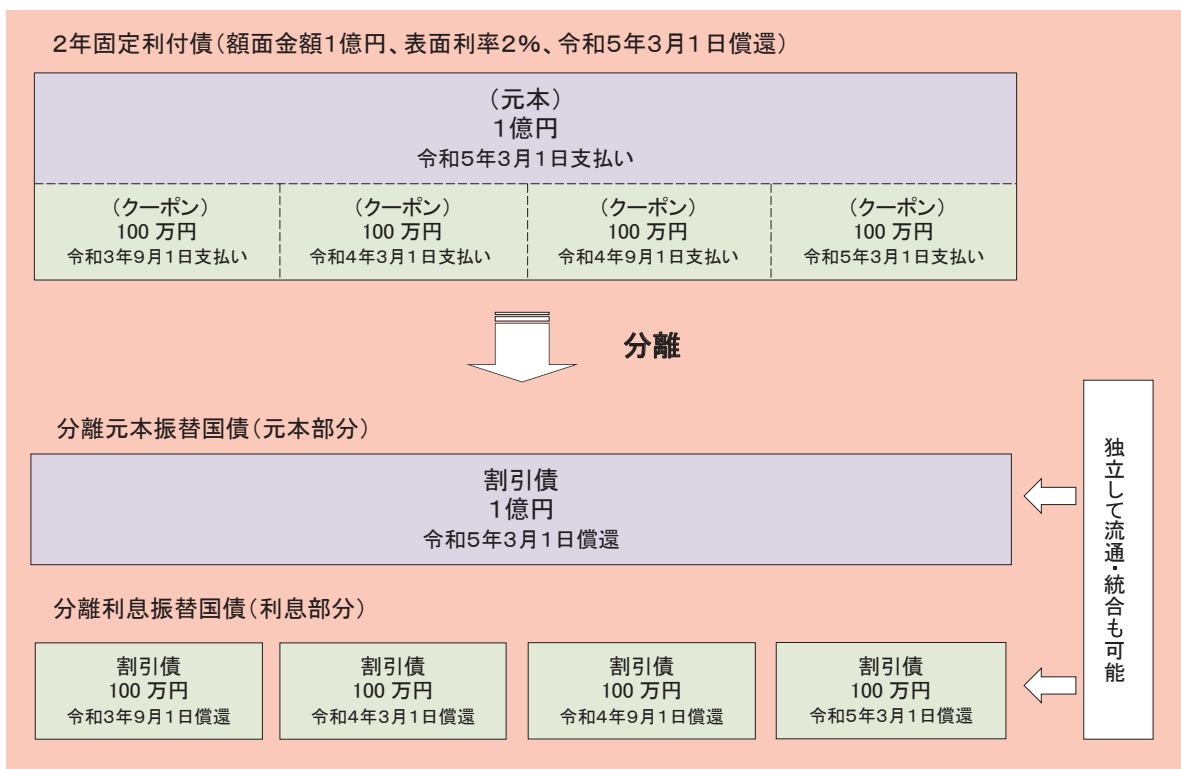 2年固定利付債(額面金額1億円、表面利率2%、令和5年3月1日償還)
(元本)
1億円
令和5年3月1日支払い
(クーポン)
100 万円
令和3年9月1日支払い
(クーポン)
100 万円
令和4年3月1日支払い
(クーポン)
100 万円
令和4年9月1日支払い
(クーポン)
100 万円
令和5年3月1日支払い
分離
分離元本振替国債(元本部分)
割引債
1億円
令和5年3月1日償還
分離利息振替国債(利息部分)
割引債
100 万円
令和3年9月1日償還
割引債
100 万円
令和4年3月1日償還
割引債
100 万円
令和4年9月1日償還
割引債
100 万円
令和5年3月1日償還
独立して流通・統合も可能